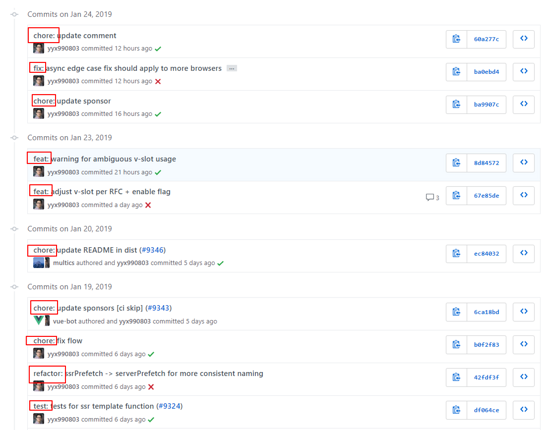 Commits on Jan 24, 2019
chore: update comment
yyx990803 committed 12 hours ago
60a277c
fix: async edge case fix should apply to more browsers ...
yyx990803 committed 12 hours ago
ba0ebd4
chore: update sponsor
yyx990803 committed 16 hours ago
ba9907c
Commits on Jan 23, 2019
feat: warning for ambiguous v-slot usage
yyx990803 committed 21 hours ago
8d84572
feat: adjust v-slot per RFC + enable flag
yyx990803 committed a day ago
3
67e85de
Commits on Jan 20, 2019
chore: update README in dist (#9346)
multics authored and yyx990803 committed 5 days ago
ec84032
Commits on Jan 19, 2019
chore: update sponsors [ci skip] (#9343)
vue-bot authored and yyx990803 committed 5 days ago
6ca18bd
chore: fix flow
yyx990803 committed 6 days ago
b0f2f83
refactor: ssrPrefetch -> serverPrefetch for more consistent naming
yyx990803 committed 6 days ago
42fdf3f
test: tests for ssr template function (#9324)
yyx990803 committed 6 days ago
df064ce